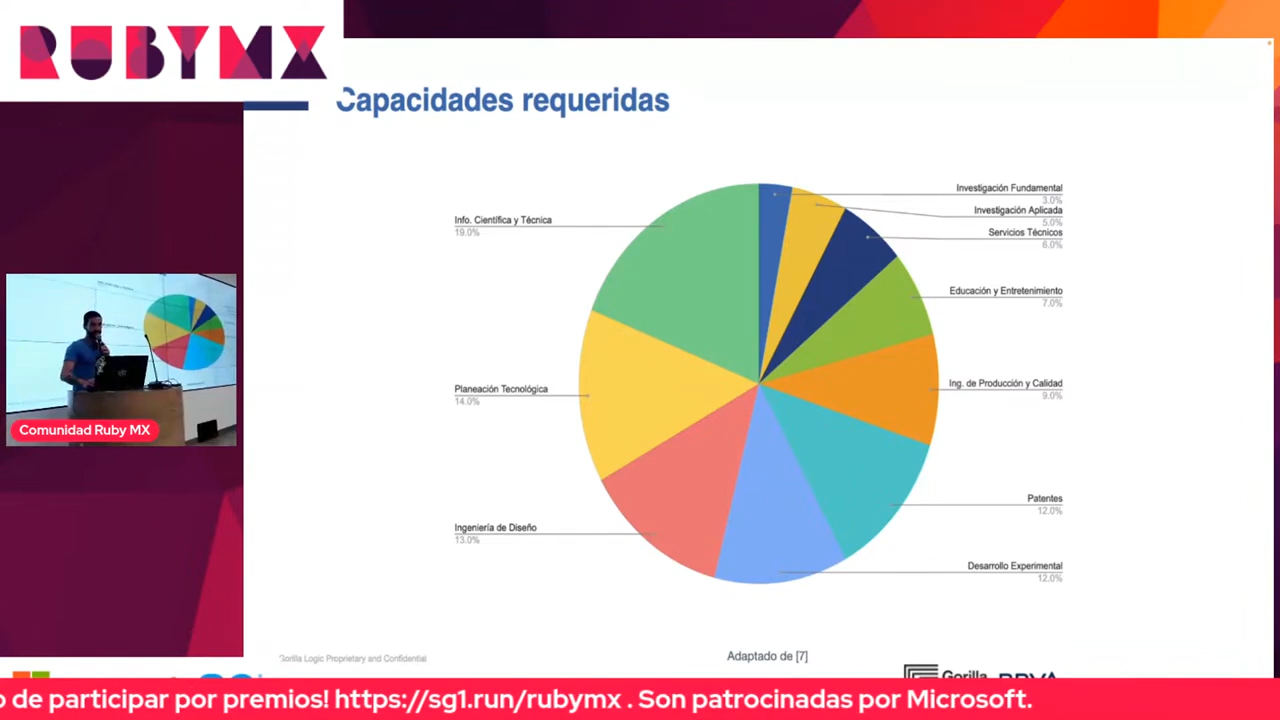 RUBYMX
Capacidades requeridas
Investigación Fundamental
3.0%
Investigación Aplicada
5.0%
Servicios Técnicos
6.0%
Info. Científica y Técnica
19.0%
Educación y Entretenimiento
7.0%
Planeación Tecnológica
14.0%
Ing. de Producción y Calidad
9.0%
Comunidad Ruby MX
Patentes
12.0%
Ingeniería de Diseño
13.0%
Desarrollo Experimental
12.0%
Gorilla Logic Proprietary and Confidential
Adaptado de [7]
Gorilla
BBVA
o de participar por premios! https://sg1.run/rubymx . Son patrocinadas por Microsoft.